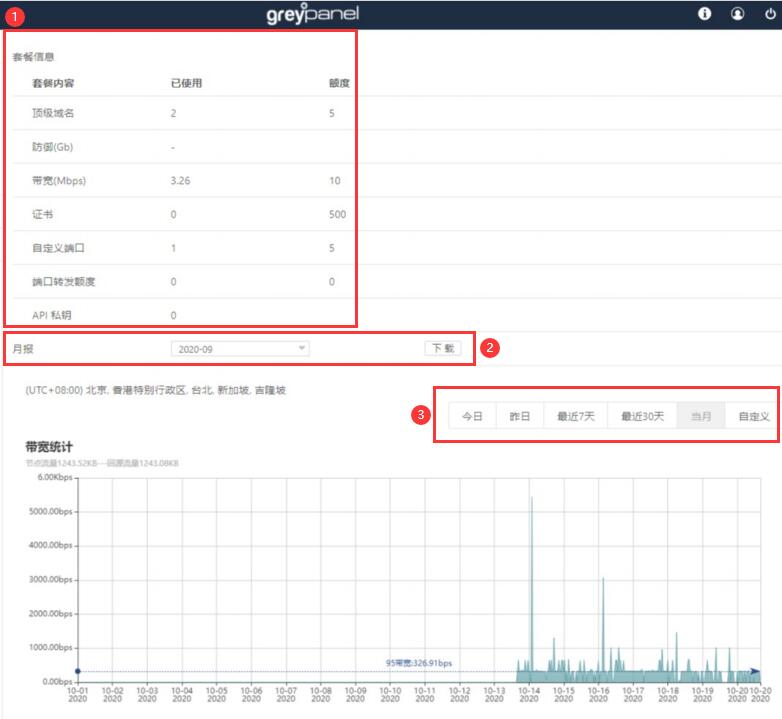 1
greypanel
套餐信息
套餐内容 已使用 额度
顶级域名 2 5
防御(Gb) -
带宽(Mbps) 3.26 10
证书 0 500
自定义端口 1 5
端口转发额度 0 0
API 私钥 0
月报 2020-09 下载 2
(UTC+08:00) 北京, 香港特别行政区, 台北, 新加坡, 吉隆坡
3 今日 昨日 最近7天 最近30天 当月 自定义
带宽统计
节点流量1243.52KB---回源流量1243.08KB
6.00Kbps
5000.00bps
4000.00bps
3000.00bps
2000.00bps
1000.00bps
95带宽:326.91bps
0.00bps
10-01 10-02 10-03 10-04 10-05 10-06 10-07 10-08 10-09 10-10 10-11 10-12 10-13 10-14 10-15 10-16 10-17 10-18 10-19 10-20 10-20
2020 2020 2020 2020 2020 2020 2020 2020 2020 2020 2020 2020 2020 2020 2020 2020 2020 2020 2020 2020 2020